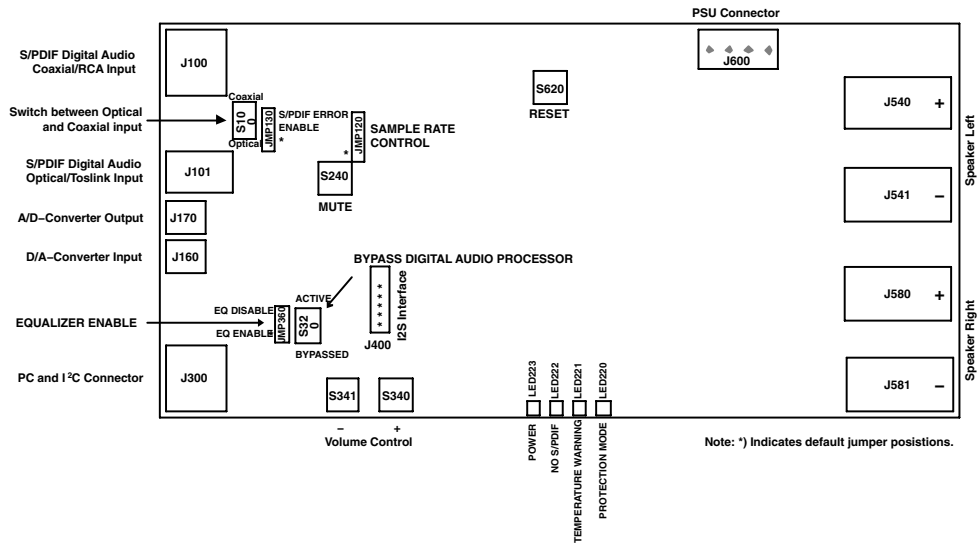 PSU Connector
S/PDIF Digital Audio
Coaxial/RCA Input
J100
J600
S620
RESET
J540
+
Speaker Left
Switch between Optical
and Coaxial input
Coaxial
S10
0
Optical
JMP130
S/PDIF ERROR
ENABLE
*
JMP120
*
SAMPLE RATE
CONTROL
S/PDIF Digital Audio
Optical/Toslink Input
J101
S240
MUTE
J541
–
A/D–Converter Output
J170
D/A–Converter Input
J160
BYPASS DIGITAL AUDIO PROCESSOR
J580
+
Speaker Right
EQUALIZER ENABLE
EQ DISABLE
EQ ENABLE
*
JMP360
ACTIVE
S32
0
BYPASSED
* * * * *
I2S Interface
J400
PC and I²C Connector
J300
S341
S340
–
+
Volume Control
LED223
LED222
LED221
LED220
POWER
NO S/PDIF
TEMPERATURE WARNING
PROTECTION MODE
J581
–
Note: *) Indicates default jumper posistions.